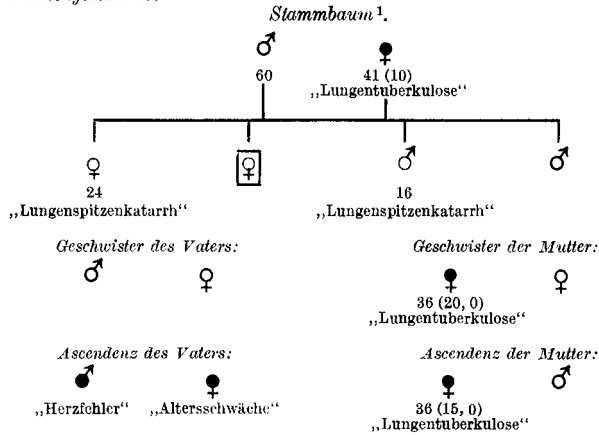 Stammbaum¹.
60 41 (10)
„Lungentuberkulose“
24 16
„Lungenspitzenkatarrh“ „Lungenspitzenkatarrh“
Geschwister des Vaters: Geschwister der Mutter:
36 (20, 0)
„Lungentuberkulose“
Ascendenz des Vaters: Ascendenz der Mutter:
„Herzfehler“ „Altersschwäche“ 36 (15, 0)
„Lungentuberkulose“